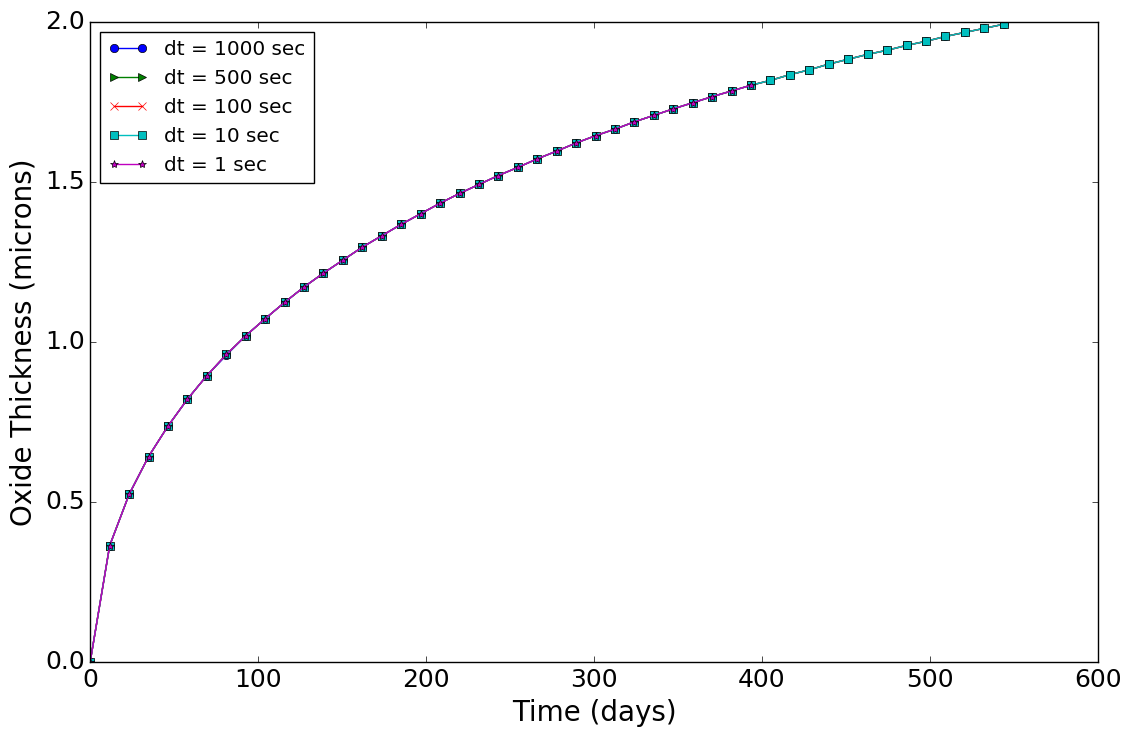 2.0
1.5
1.0
0.5
0.0
Oxide Thickness (microns)
dt = 1000 sec
dt = 500 sec
dt = 100 sec
dt = 10 sec
dt = 1 sec
0 100 200 300 400 500 600
Time (days)